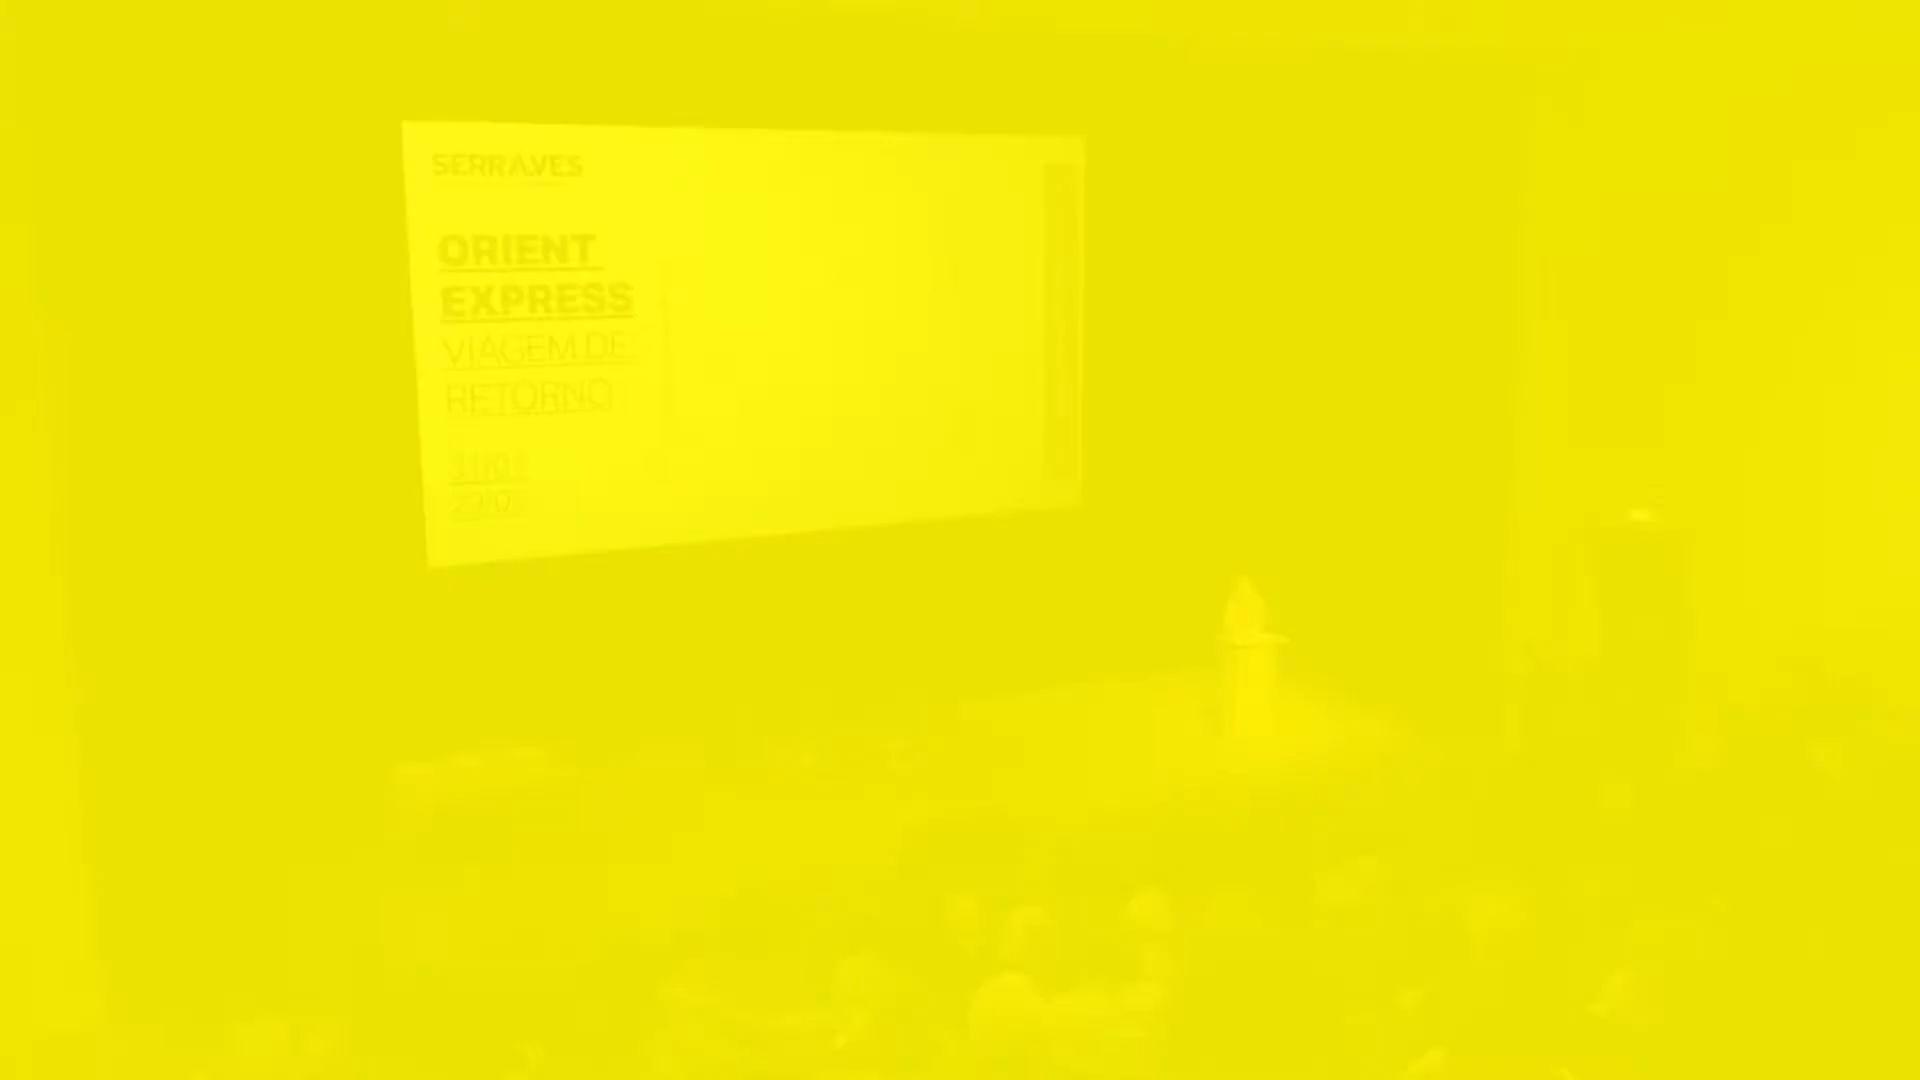 SERRALVES
ORIENT
EXPRESS
VIAGEM DE
RETORNO